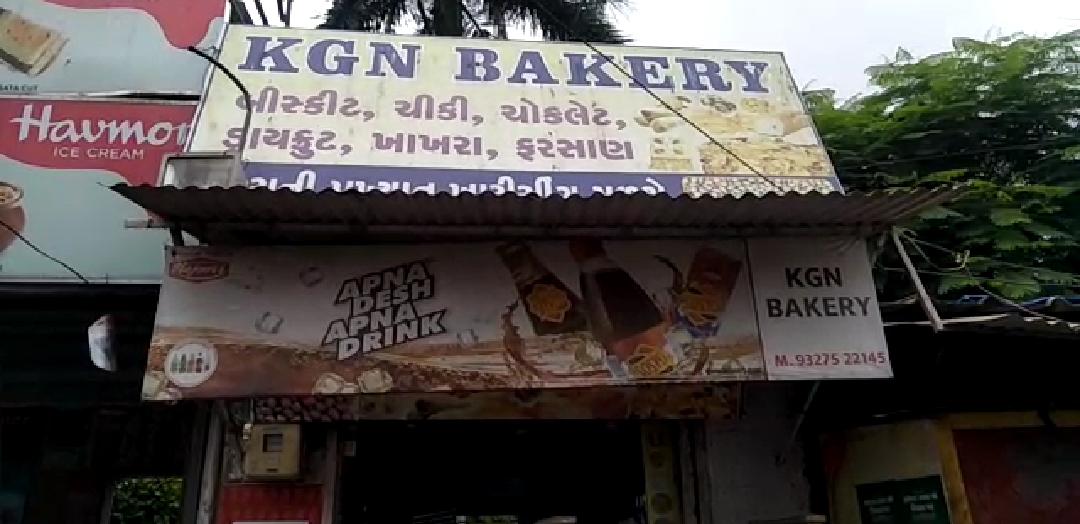 KGN BAKERY
બીસ્કીટ, ચીકી, ચોકલેટ,
ડ્રાયફ્રુટ, ખાખરા, ફરસાણ
Havmor
ICE CREAM
APNA
DESH
APNA
DRINK
KGN
BAKERY
M.93275 22145